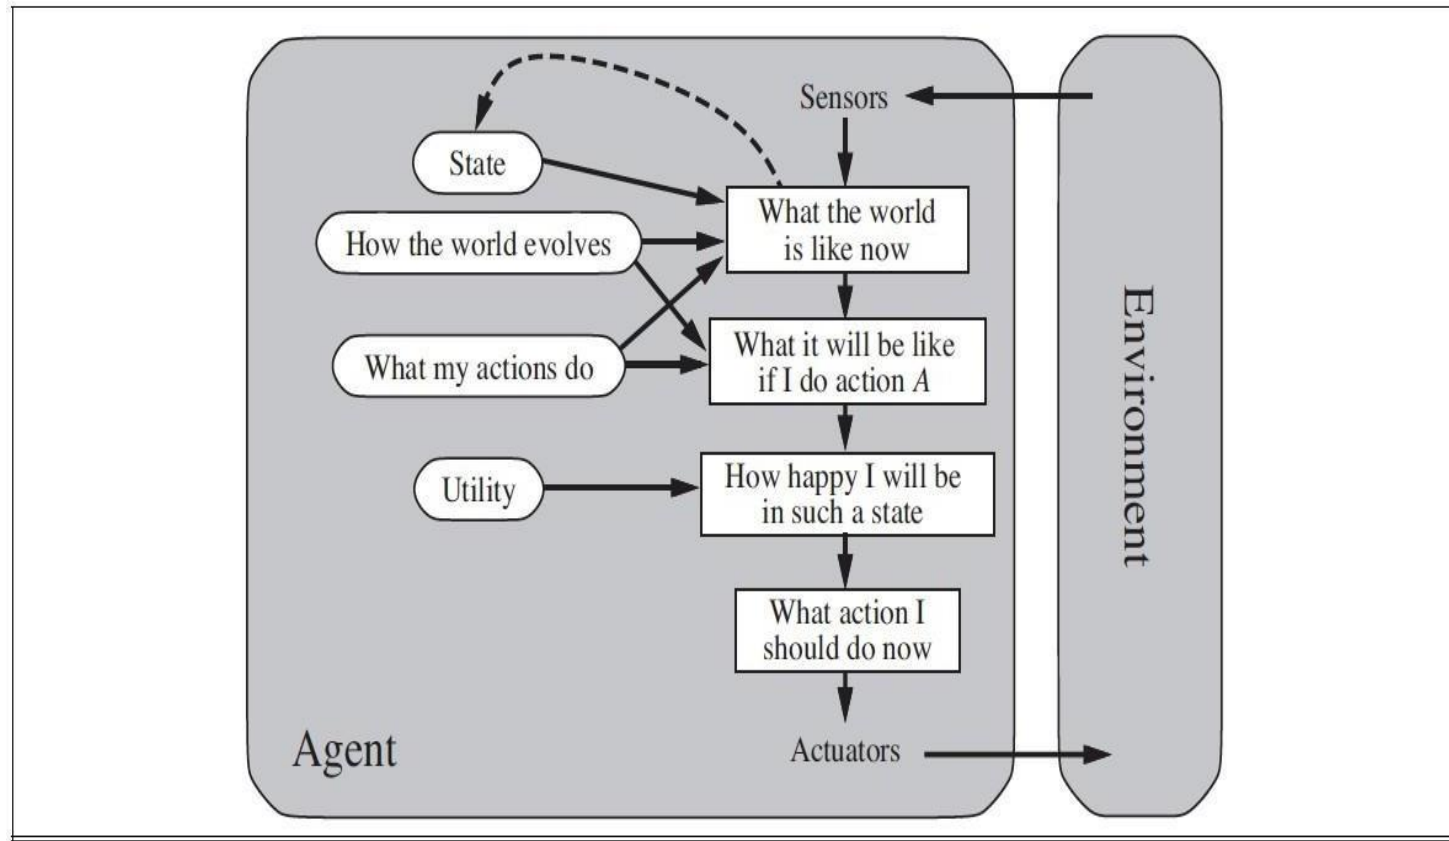 Sensors
State
What the world
is like now
How the world evolves
What it will be like
if I do action A
What my actions do
How happy I will be
in such a state
Utility
What action I
should do now
Actuators
Agent
Environment